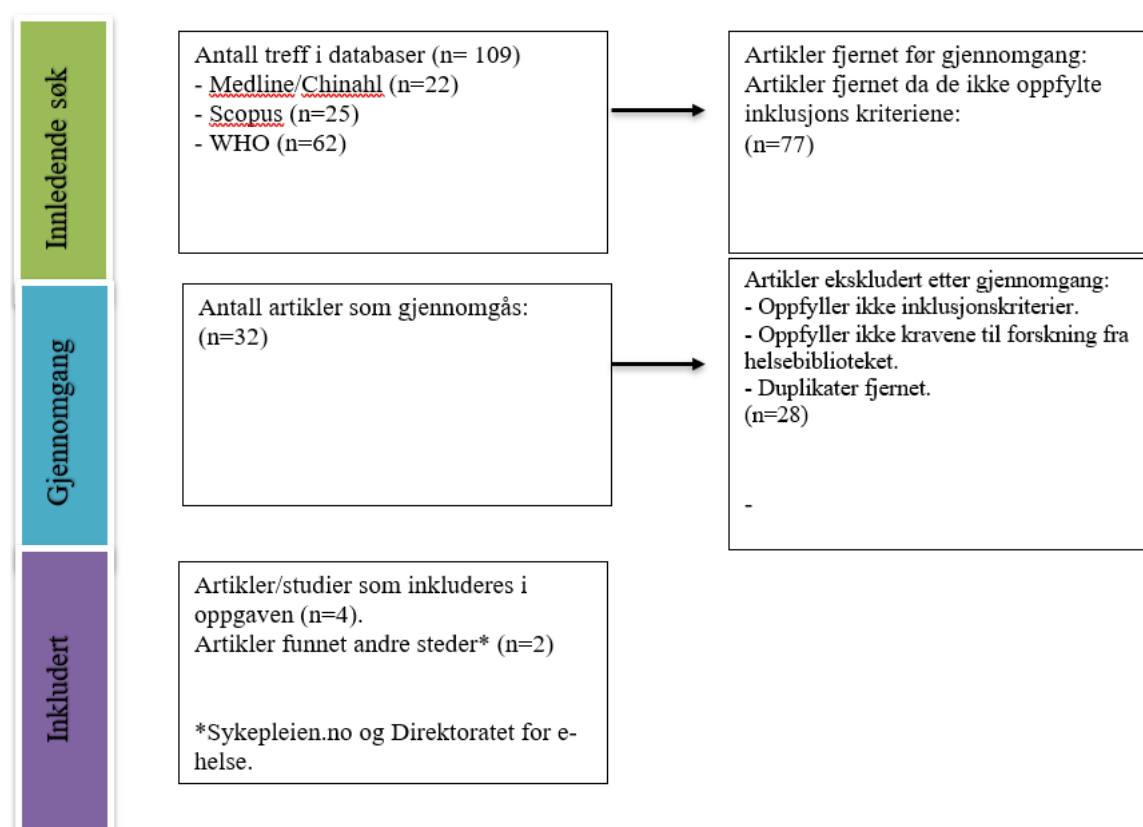 Innledende søk
Antall treff i databaser (n= 109)
- Medline/Chinahl (n=22)
- Scopus (n=25)
- WHO (n=62)
Artikler fjernet før gjennomgang:
Artikler fjernet da de ikke oppfylte
inklusjons kriteriene:
(n=77)
Gjennomgang
Antall artikler som gjennomgås:
(n=32)
Artikler ekskludert etter gjennomgang:
- Oppfyller ikke inklusjonskriterier.
- Oppfyller ikke kravene til forskning fra
helsebiblioteket.
- Duplikater fjernet.
(n=28)
-
Inkludert
Artikler/studier som inkluderes i
oppgaven (n=4).
Artikler funnet andre steder* (n=2)
*Sykepleien.no og Direktoratet for e-
helse.